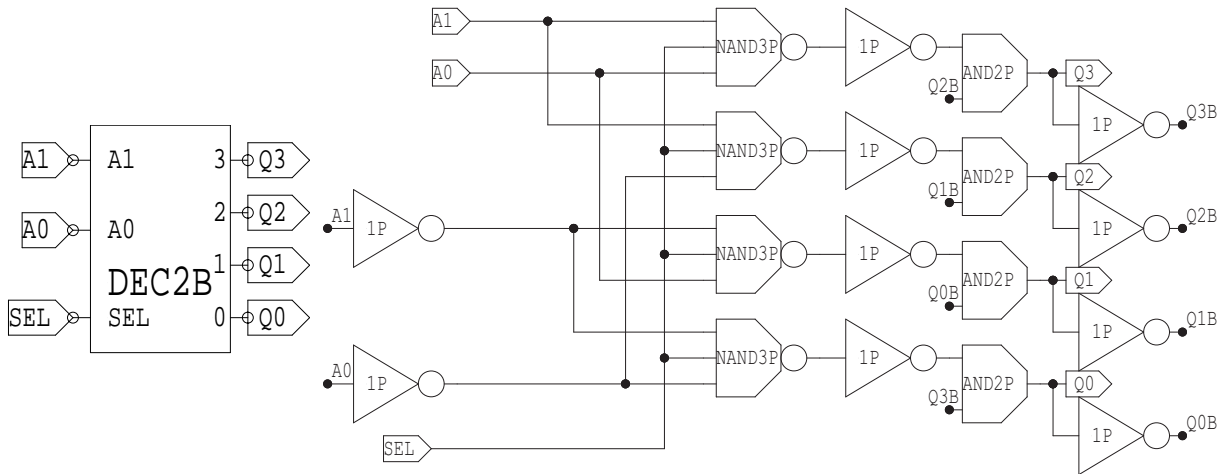 A1
A1
3
Q3
A0
A0
2
Q2
1
Q1
DEC2B
SEL
SEL
0
Q0
A1
A0
NAND3P
1P
AND2P
Q2B
Q3
1P
Q3B
NAND3P
1P
AND2P
Q1B
Q2
1P
Q2B
A1
1P
NAND3P
1P
AND2P
Q0B
Q1
1P
Q1B
A0
1P
NAND3P
1P
AND2P
Q3B
Q0
1P
Q0B
SEL